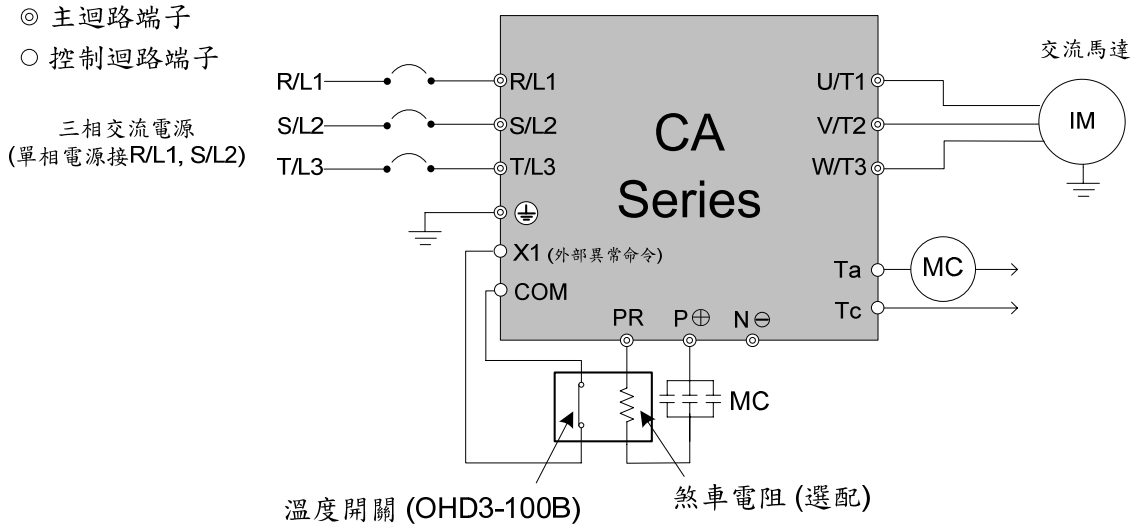 ◎ 主迴路端子
○ 控制迴路端子
三相交流電源
(單相電源接R/L1, S/L2)
R/L1
S/L2
T/L3
R/L1
S/L2
T/L3
X1 (外部異常命令)
COM
CA
Series
U/T1
V/T2
W/T3
交流馬達
IM
Ta
Tc
MC
PR
P⊕
N⊖
MC
溫度開關 (OHD3-100B)
煞車電阻 (選配)